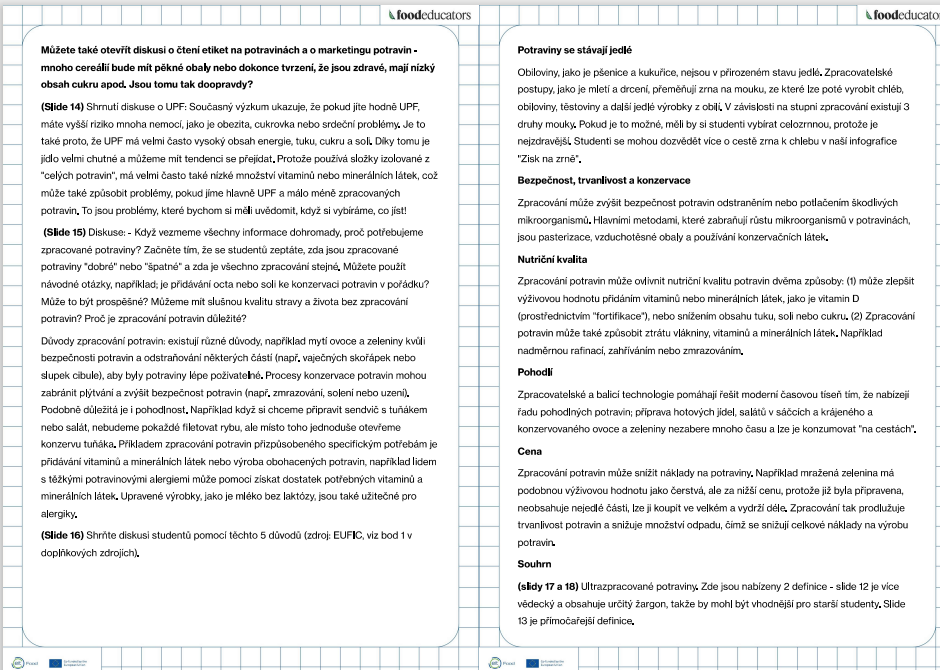 foodeducators
Můžete také otevřít diskusi o čtení etiket na potravinách a o marketingu potravin -
mnoho cereálií bude mít pěkné obaly nebo dokonce tvrzení, že jsou zdravé, mají nízký
obsah cukru apod. Jsou tomu tak doopravdy?
(Slide 14) Shrnutí diskuse o UPF: Současný výzkum ukazuje, že pokud jíte hodně UPF,
máte vyšší riziko mnoha nemocí, jako je obezita, cukrovka nebo srdeční problémy. Je to
také proto, že UPF má velmi často vysoký obsah energie, tuku, cukru a soli. Díky tomu je
jídlo velmi chutné a můžeme mít tendenci se přejídat. Protože používá složky izolované z
"celých potravin", má velmi často také nízké množství vitaminů nebo minerálních látek, což
může také způsobit problémy, pokud jíme hlavně UPF a málo méně zpracovaných
potravin. To jsou problémy, které bychom si měli uvědomit, když si vybíráme, co jíst!
(Slide 15) Diskuse: - Když vezmeme všechny informace dohromady, proč potřebujeme
zpracované potraviny? Začněte tím, že se studentů zeptáte, zda jsou zpracované
potraviny "dobré" nebo "špatné" a zda je všechno zpracování stejné. Můžete použít
návodné otázky, například; je přidávání octa nebo soli ke konzervaci potravin v pořádku?
Může to být prospěšné? Můžeme mít slušnou kvalitu stravy a života bez zpracování
potravin? Proč je zpracování potravin důležité?
Důvody zpracování potravin: existují různé důvody, například mytí ovoce a zeleniny kvůli
bezpečnosti potravin a odstraňování některých částí (např. vaječných skořápek nebo
slupek cibule), aby byly potraviny lépe poživatelné. Procesy konzervace potravin mohou
zabránit plýtvání a zvýšit bezpečnost potravin (např. zmrazování, solení nebo uzení).
Podobně důležitá je i pohodlnost. Například když si chceme připravit sendvič s tuňákem
nebo salát, nebudeme pokaždé filetovat rybu, ale místo toho jednoduše otevřeme
konzervu tuňáka. Příkladem zpracování potravin přizpůsobeného specifickým potřebám je
přidávání vitaminů a minerálních látek nebo výroba obohacených potravin, například lidem
s těžkými potravinovými alergiemi může pomoci získat dostatek potřebných vitaminů a
minerálních látek. Upravené výrobky, jako je mléko bez laktózy, jsou také užitečné pro
alergiky.
(Slide 16) Shrňte diskusi studentů pomocí těchto 5 důvodů (zdroj: EUFIC, viz bod 1 v
doplňkových zdrojích).
foodeducato
Potraviny se stávají jedlé
Obiloviny, jako je pšenice a kukuřice, nejsou v přirozeném stavu jedlé. Zpracovatelské
postupy, jako je mletí a drcení, přeměňují zrna na mouku, ze které lze poté vyrobit chléb,
obiloviny, těstoviny a další jedlé výrobky z obilí. V závislosti na stupni zpracování existují 3
druhy mouky. Pokud je to možné, měli by si studenti vybírat celozrnnou, protože je
nejzdravější. Studenti se mohou dozvědět více o cestě zrna k chlebu v naší infografice
"Zisk na zrně".
Bezpečnost, trvanlivost a konzervace
Zpracování může zvýšit bezpečnost potravin odstraněním nebo potlačením škodlivých
mikroorganismů. Hlavními metodami, které zabraňují růstu mikroorganismů v potravinách,
jsou pasterizace, vzduchotěsné obaly a používání konzervačních látek.
Nutriční kvalita
Zpracování potravin může ovlivnit nutriční kvalitu potravin dvěma způsoby: (1) může zlepšit
výživovou hodnotu přidáním vitaminů nebo minerálních látek, jako je vitamin D
(prostřednictvím "fortifikace"), nebo snížením obsahu tuku, soli nebo cukru. (2) Zpracování
potravin může také způsobit ztrátu vlákniny, vitaminů a minerálních látek. Například
nadměrnou rafinací, zahříváním nebo zmrazováním.
Pohodlí
Zpracovatelské a balicí technologie pomáhají řešit moderní časovou tíseň tím, že nabízejí
řadu pohodlných potravin; příprava hotových jídel, salátů v sáčcích a krájeného a
konzervovaného ovoce a zeleniny nezabere mnoho času a lze je konzumovat "na cestách".
Cena
Zpracování potravin může snížit náklady na potraviny. Například mražená zelenina má
podobnou výživovou hodnotu jako čerstvá, ale za nižší cenu, protože již byla připravena,
neobsahuje nejedlé části, lze ji koupit ve velkém a vydrží déle. Zpracování tak prodlužuje
trvanlivost potravin a snižuje množství odpadu, čímž se snižují celkové náklady na výrobu
potravin.
Souhrn
(slidy 17 a 18) Ultrazpracované potraviny. Zde jsou nabízeny 2 definice - slide 12 je více
vědecký a obsahuje určitý žargon, takže by mohl být vhodnější pro starší studenty. Slide
13 je přímočařejší definice.